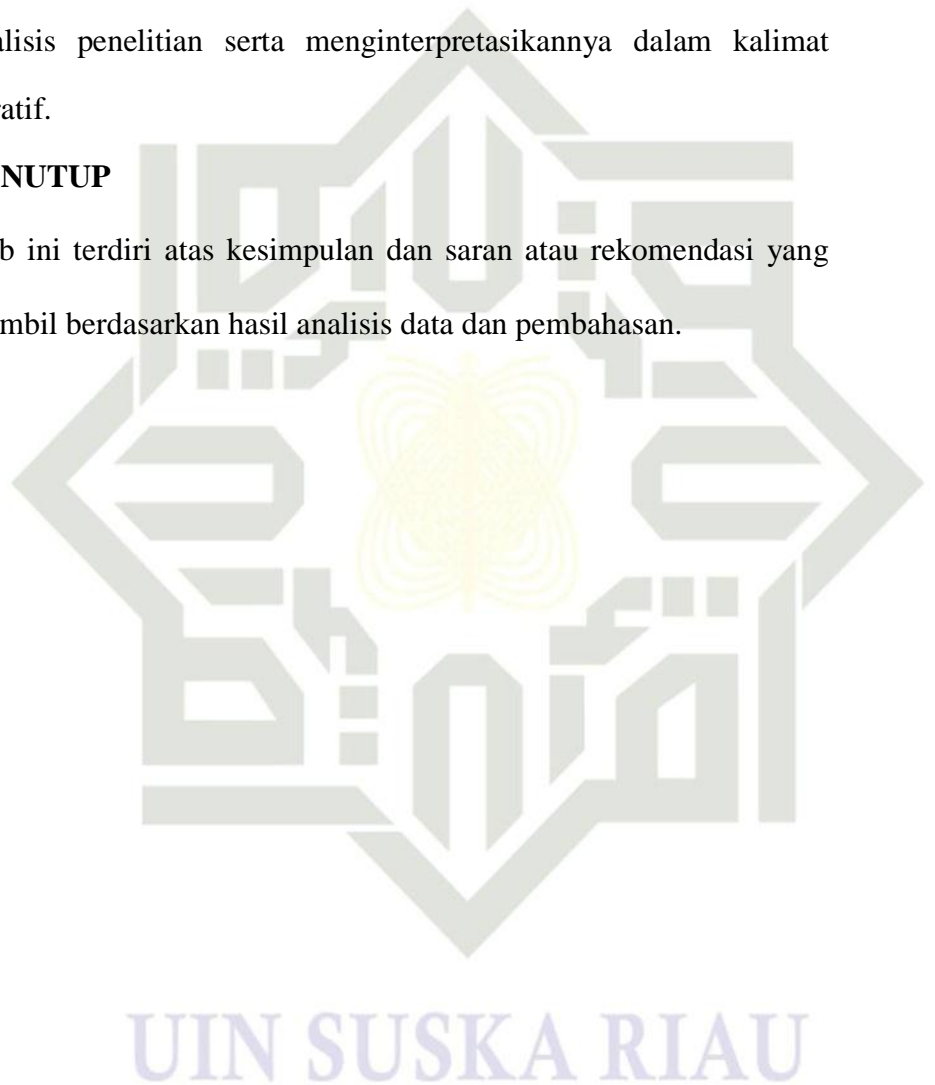 alisis penelitian serta menginterpretasikannya dalam kalimat
ratif.
NUTUP
b ini terdiri atas kesimpulan dan saran atau rekomendasi yang
mbil berdasarkan hasil analisis data dan pembahasan.
UIN SUSKA RIAU